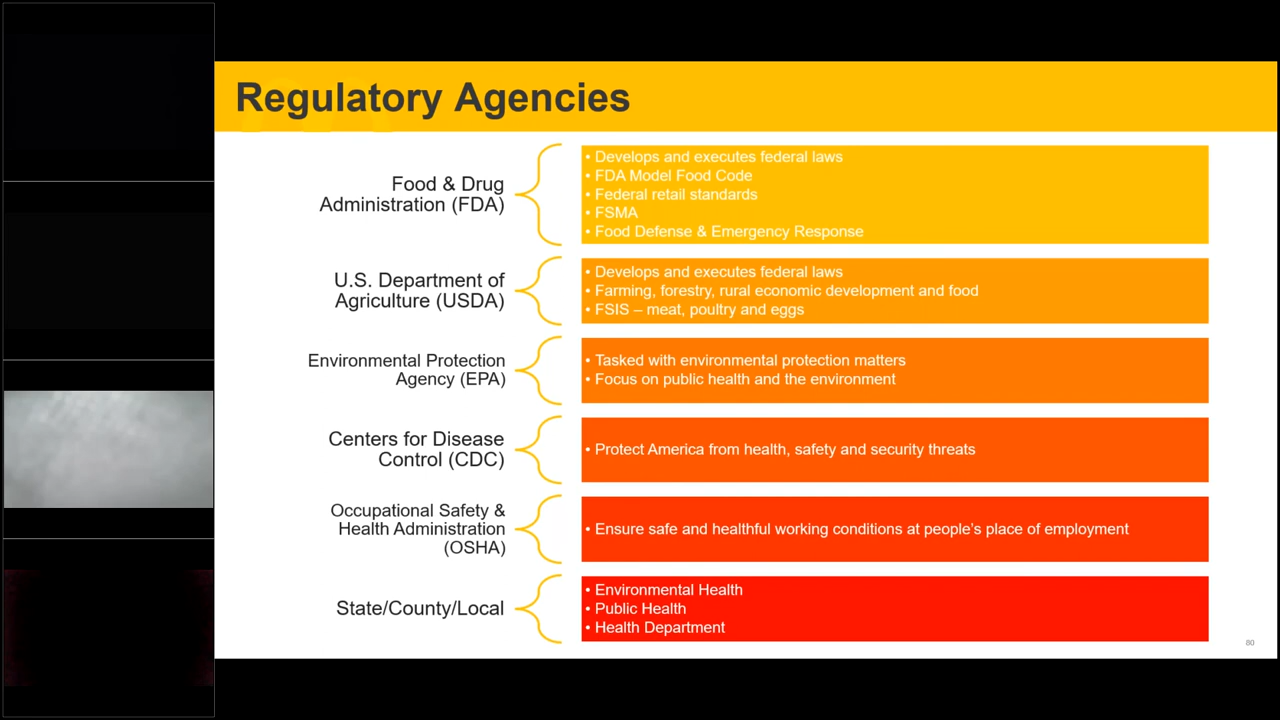 Regulatory Agencies
Food & Drug
Administration (FDA)
• Develops and executes federal laws
• FDA Model Food Code
• Federal retail standards
• FSMA
• Food Defense & Emergency Response
U.S. Department of
Agriculture (USDA)
• Develops and executes federal laws
• Farming, forestry, rural economic development and food
• FSIS – meat, poultry and eggs
Environmental Protection
Agency (EPA)
• Tasked with environmental protection matters
• Focus on public health and the environment
Centers for Disease
Control (CDC)
• Protect America from health, safety and security threats
Occupational Safety &
Health Administration
(OSHA)
• Ensure safe and healthful working conditions at people's place of employment
State/County/Local
• Environmental Health
• Public Health
• Health Department
80